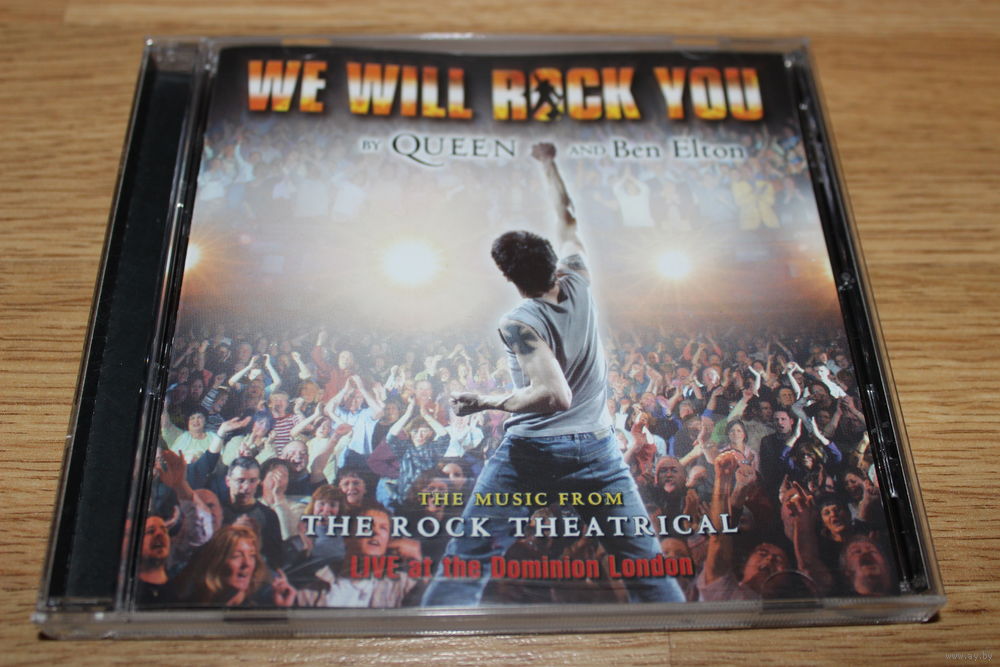 WE WILL ROCK YOU
BY QUEEN AND Ben Elton
THE MUSIC FROM
THE ROCK THEATRICAL
LIVE at the Dominion London
www.ay.by